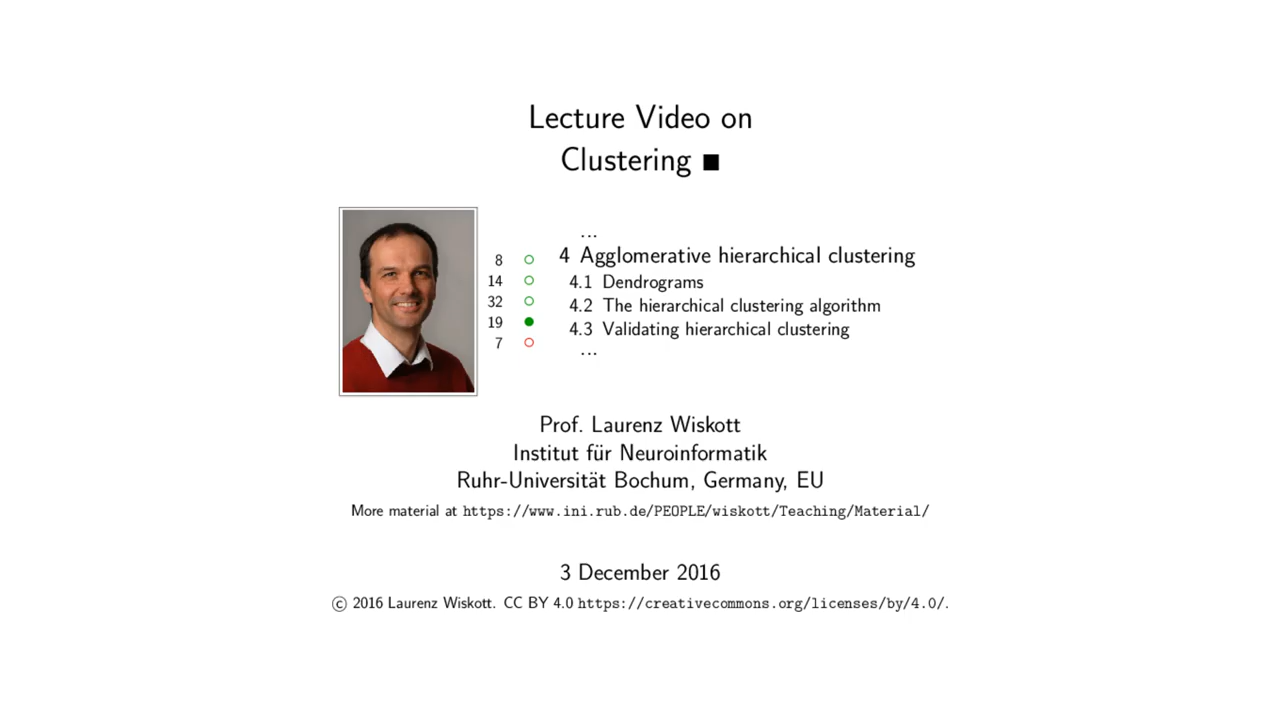 Lecture Video on
Clustering ■
...
8
14
32
19
7
4 Agglomerative hierarchical clustering
4.1 Dendrograms
4.2 The hierarchical clustering algorithm
4.3 Validating hierarchical clustering
...
Prof. Laurenz Wiskott
Institut für Neuroinformatik
Ruhr-Universität Bochum, Germany, EU
More material at https://www.ini.rub.de/PEOPLE/wiskott/Teaching/Material/
3 December 2016
© 2016 Laurenz Wiskott. CC BY 4.0 https://creativecommons.org/licenses/by/4.0/.